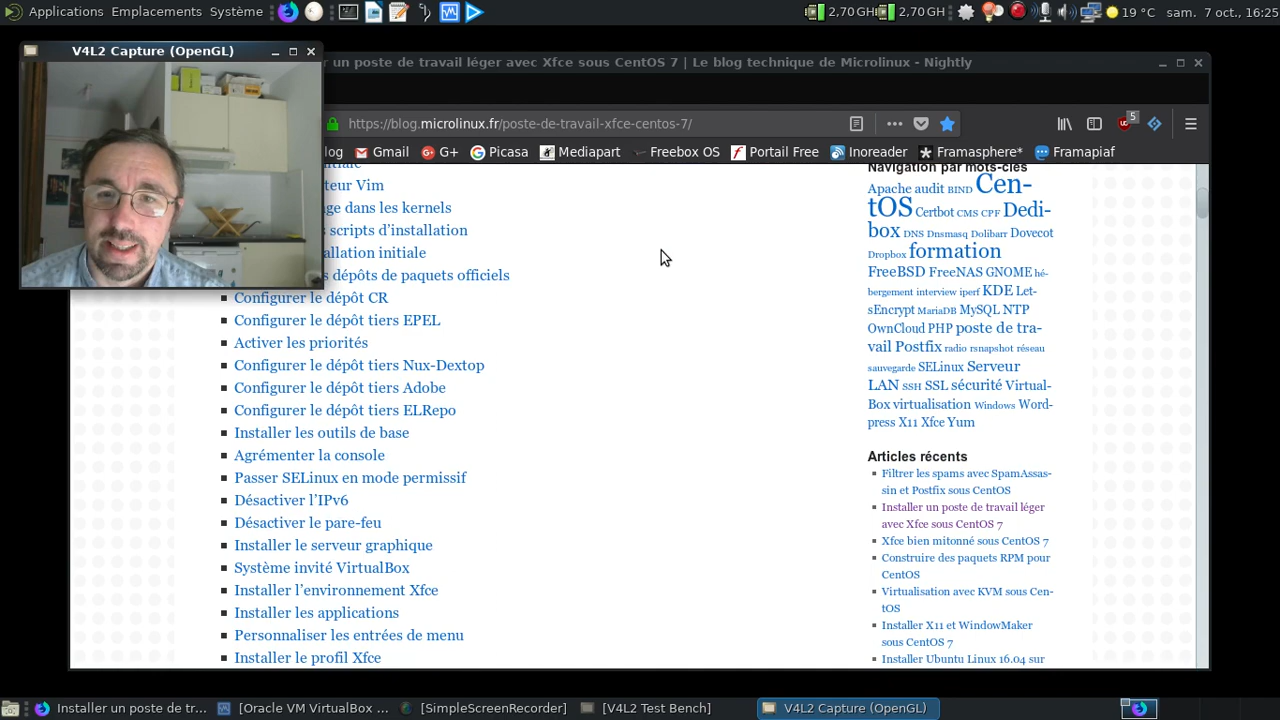 Applications Emplacements Système
2,70 GH 2,70 GH 19 °C sam. 7 oct., 16:25
V4L2 Capture (OpenGL)
r un poste de travail léger avec Xfce sous CentOS 7 | Le blog technique de Microlinux - Nightly
https://blog.microlinux.fr/poste-de-travail-xfce-centos-7/
5
log Gmail G+ Picasa Mediapart Freebox OS Portail Free Inoreader Framasphere* Framapiaf
teur Vim
ge dans les kernels
s scripts d’installation
allation initiale
s dépôts de paquets officiels
Configurer le dépôt CR
Configurer le dépôt tiers EPEL
Activer les priorités
Configurer le dépôt tiers Nux-Dextop
Configurer le dépôt tiers Adobe
Configurer le dépôt tiers ELRepo
Installer les outils de base
Agrémenter la console
Passer SELinux en mode permissif
Désactiver l’IPv6
Désactiver le pare-feu
Installer le serveur graphique
Système invité VirtualBox
Installer l’environnement Xfce
Installer les applications
Personnaliser les entrées de menu
Installer le profil Xfce
Navigation par mots-clés
Apache audit BIND Cen-
tOS Certbot CMS CPF Dedi-
box DNS Dnsmasq Dolibarr Dovecot
Dropbox formation
FreeBSD FreeNAS GNOME hé-
bergement interview iperf KDE Let-
sEncrypt MariaDB MySQL NTP
OwnCloud PHP poste de tra-
vail Postfix radio rsnapshot réseau
sauvegarde SELinux Serveur
LAN SSH SSL sécurité Virtual-
Box virtualisation Windows Word-
press X11 Xfce Yum
Articles récents
Filtrer les spams avec SpamAssas-
sin et Postfix sous CentOS
Installer un poste de travail léger
avec Xfce sous CentOS 7
Xfce bien mitonné sous CentOS 7
Construire des paquets RPM pour
CentOS
Virtualisation avec KVM sous Cen-
tOS
Installer X11 et WindowMaker
sous CentOS 7
Installer Ubuntu Linux 16.04 sur
Installer un poste de tr... [Oracle VM VirtualBox ... [SimpleScreenRecorder] [V4L2 Test Bench] V4L2 Capture (OpenGL)